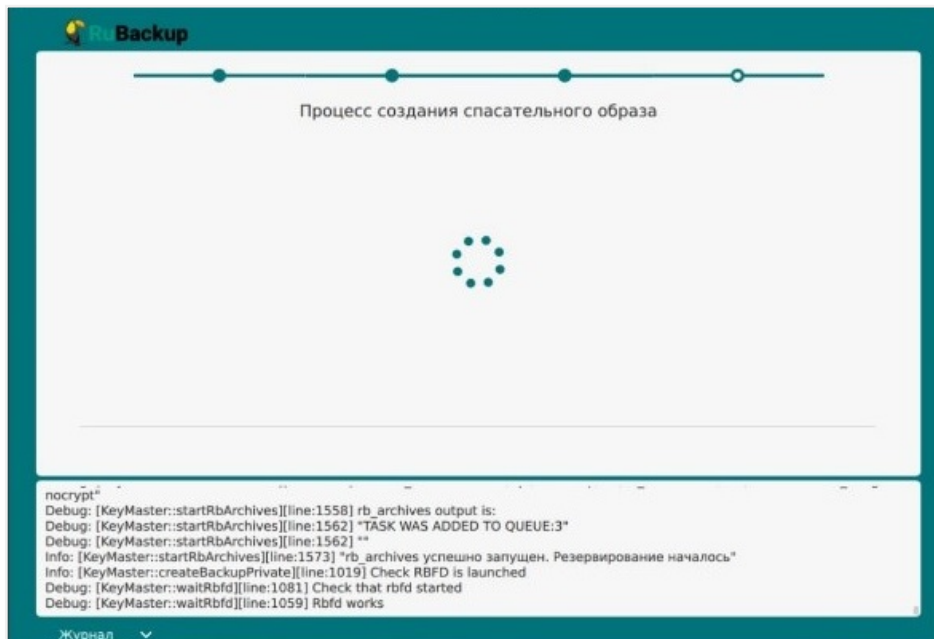 RuBackup
Процесс создания спасательного образа
nocrypt"
Debug: [KeyMaster::startRbArchives][line:1558] rb_archives output is:
Debug: [KeyMaster::startRbArchives][line:1562] "TASK WAS ADDED TO QUEUE:3"
Debug: [KeyMaster::startRbArchives][line:1562] ""
Info: [KeyMaster::startRbArchives][line:1573] "rb_archives успешно запущен. Резервирование началось"
Info: [KeyMaster::createBackupPrivate][line:1019] Check RBFD is launched
Debug: [KeyMaster::waitRbfd][line:1081] Check that rbfd started
Debug: [KeyMaster::waitRbfd][line:1059] Rbfd works
Журнал